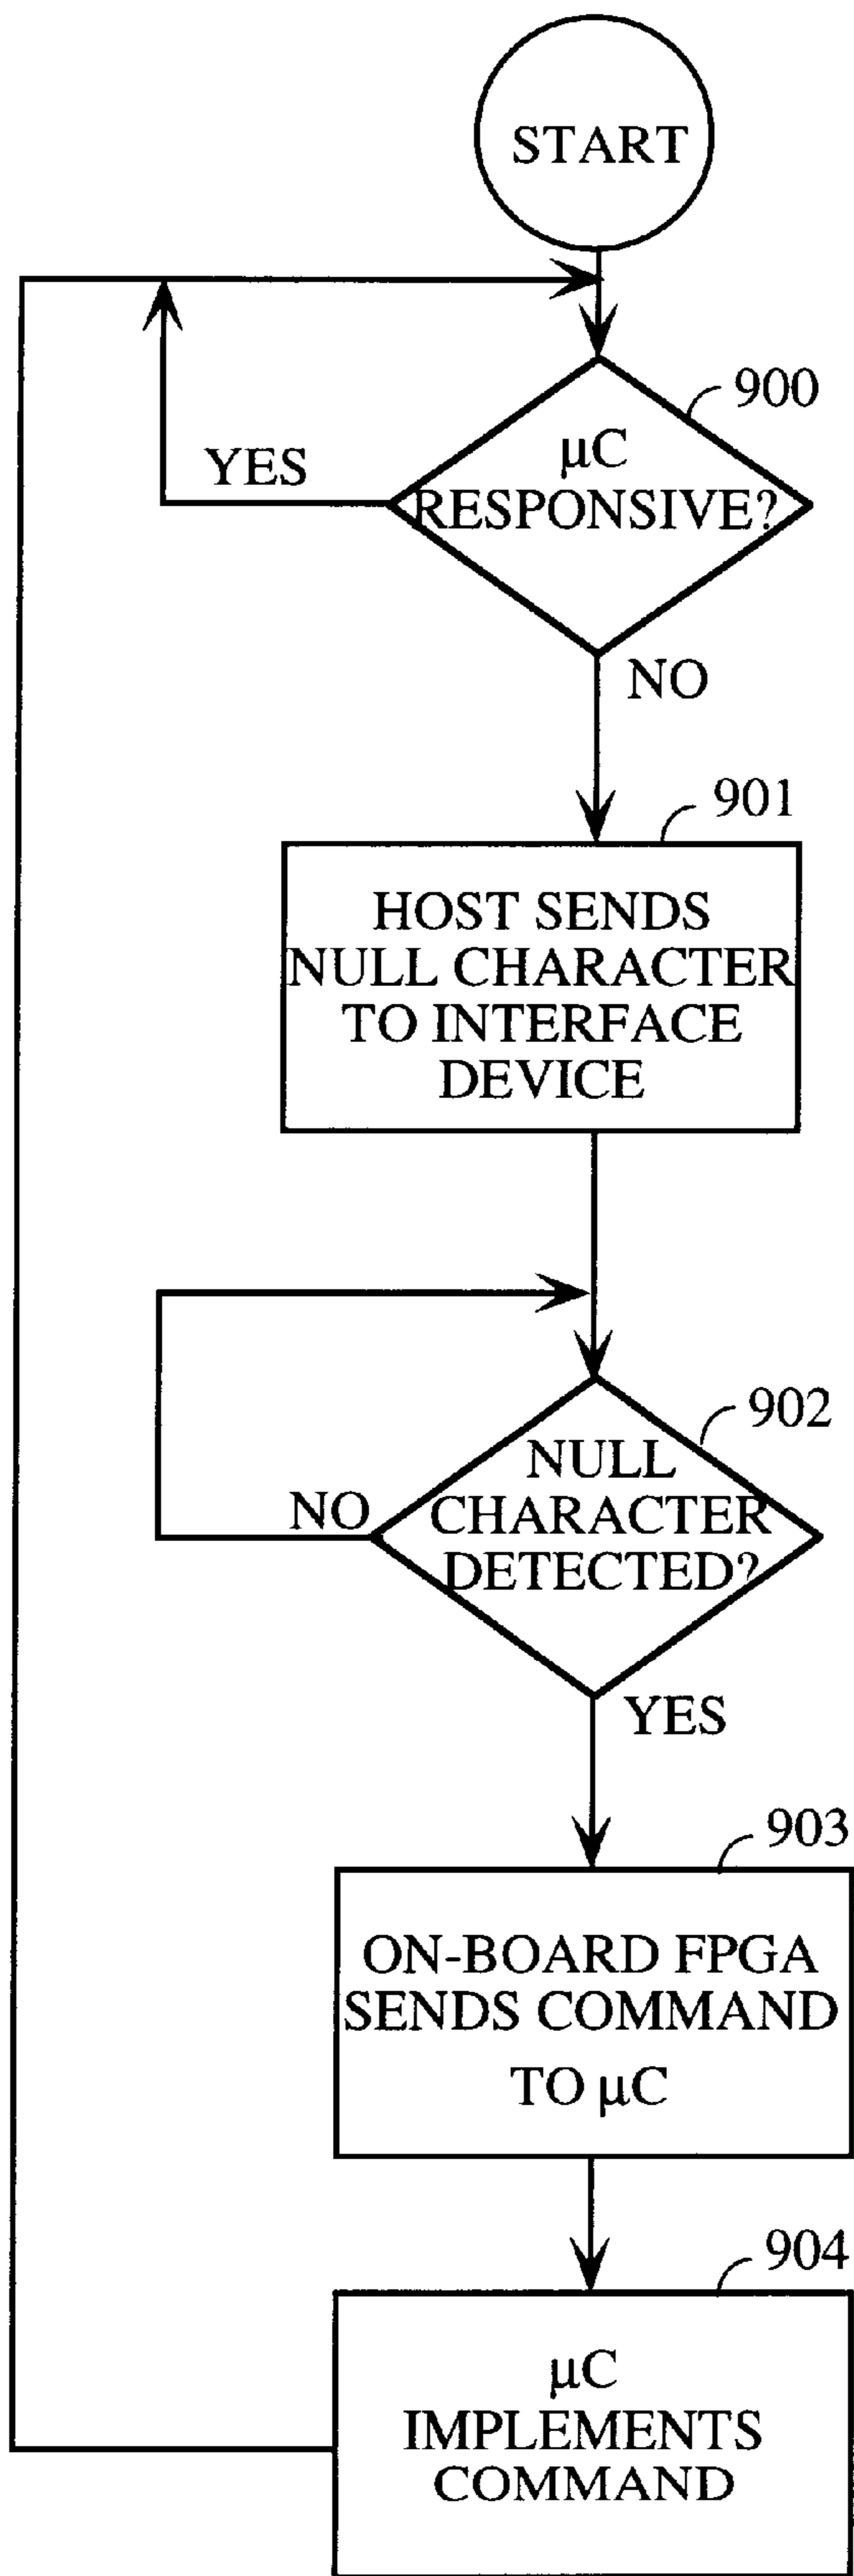 START
900
µC
RESPONSIVE?
YES
NO
901
HOST SENDS
NULL CHARACTER
TO INTERFACE
DEVICE
902
NULL
CHARACTER
DETECTED?
NO
YES
903
ON-BOARD FPGA
SENDS COMMAND
TO µC
904
µC
IMPLEMENTS
COMMAND